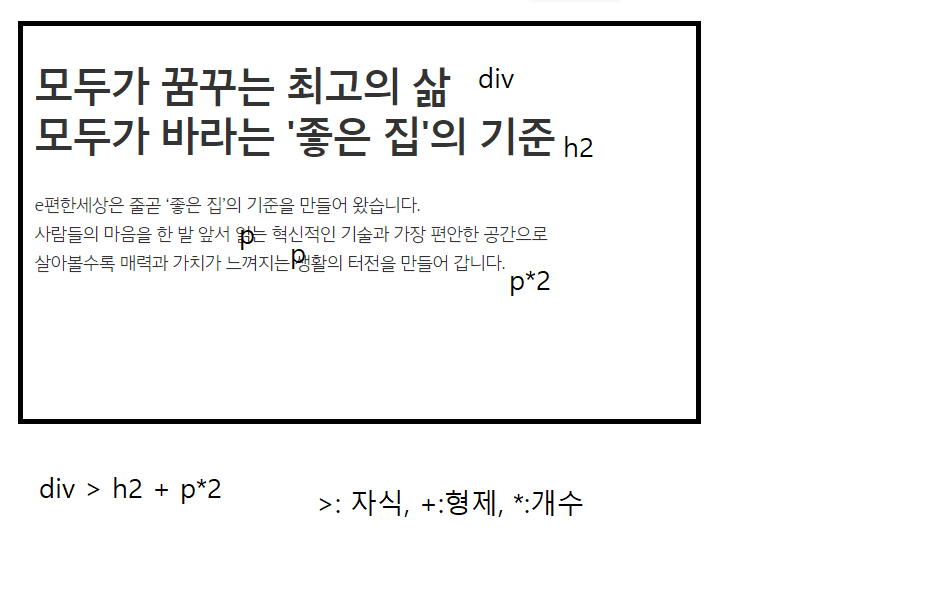 모두가 꿈꾸는 최고의 삶 div
모두가 바라는 '좋은 집'의 기준 h2
e편한세상은 줄곧 ‘좋은 집’의 기준을 만들어 왔습니다.
사람들의 마음을 한 발 앞서 읽는 혁신적인 기술과 가장 편안한 공간으로
p
살아볼수록 매력과 가치가 느껴지는 생활의 터전을 만들어 갑니다.
p
p*2
div > h2 + p*2
>: 자식, +:형제, *:개수